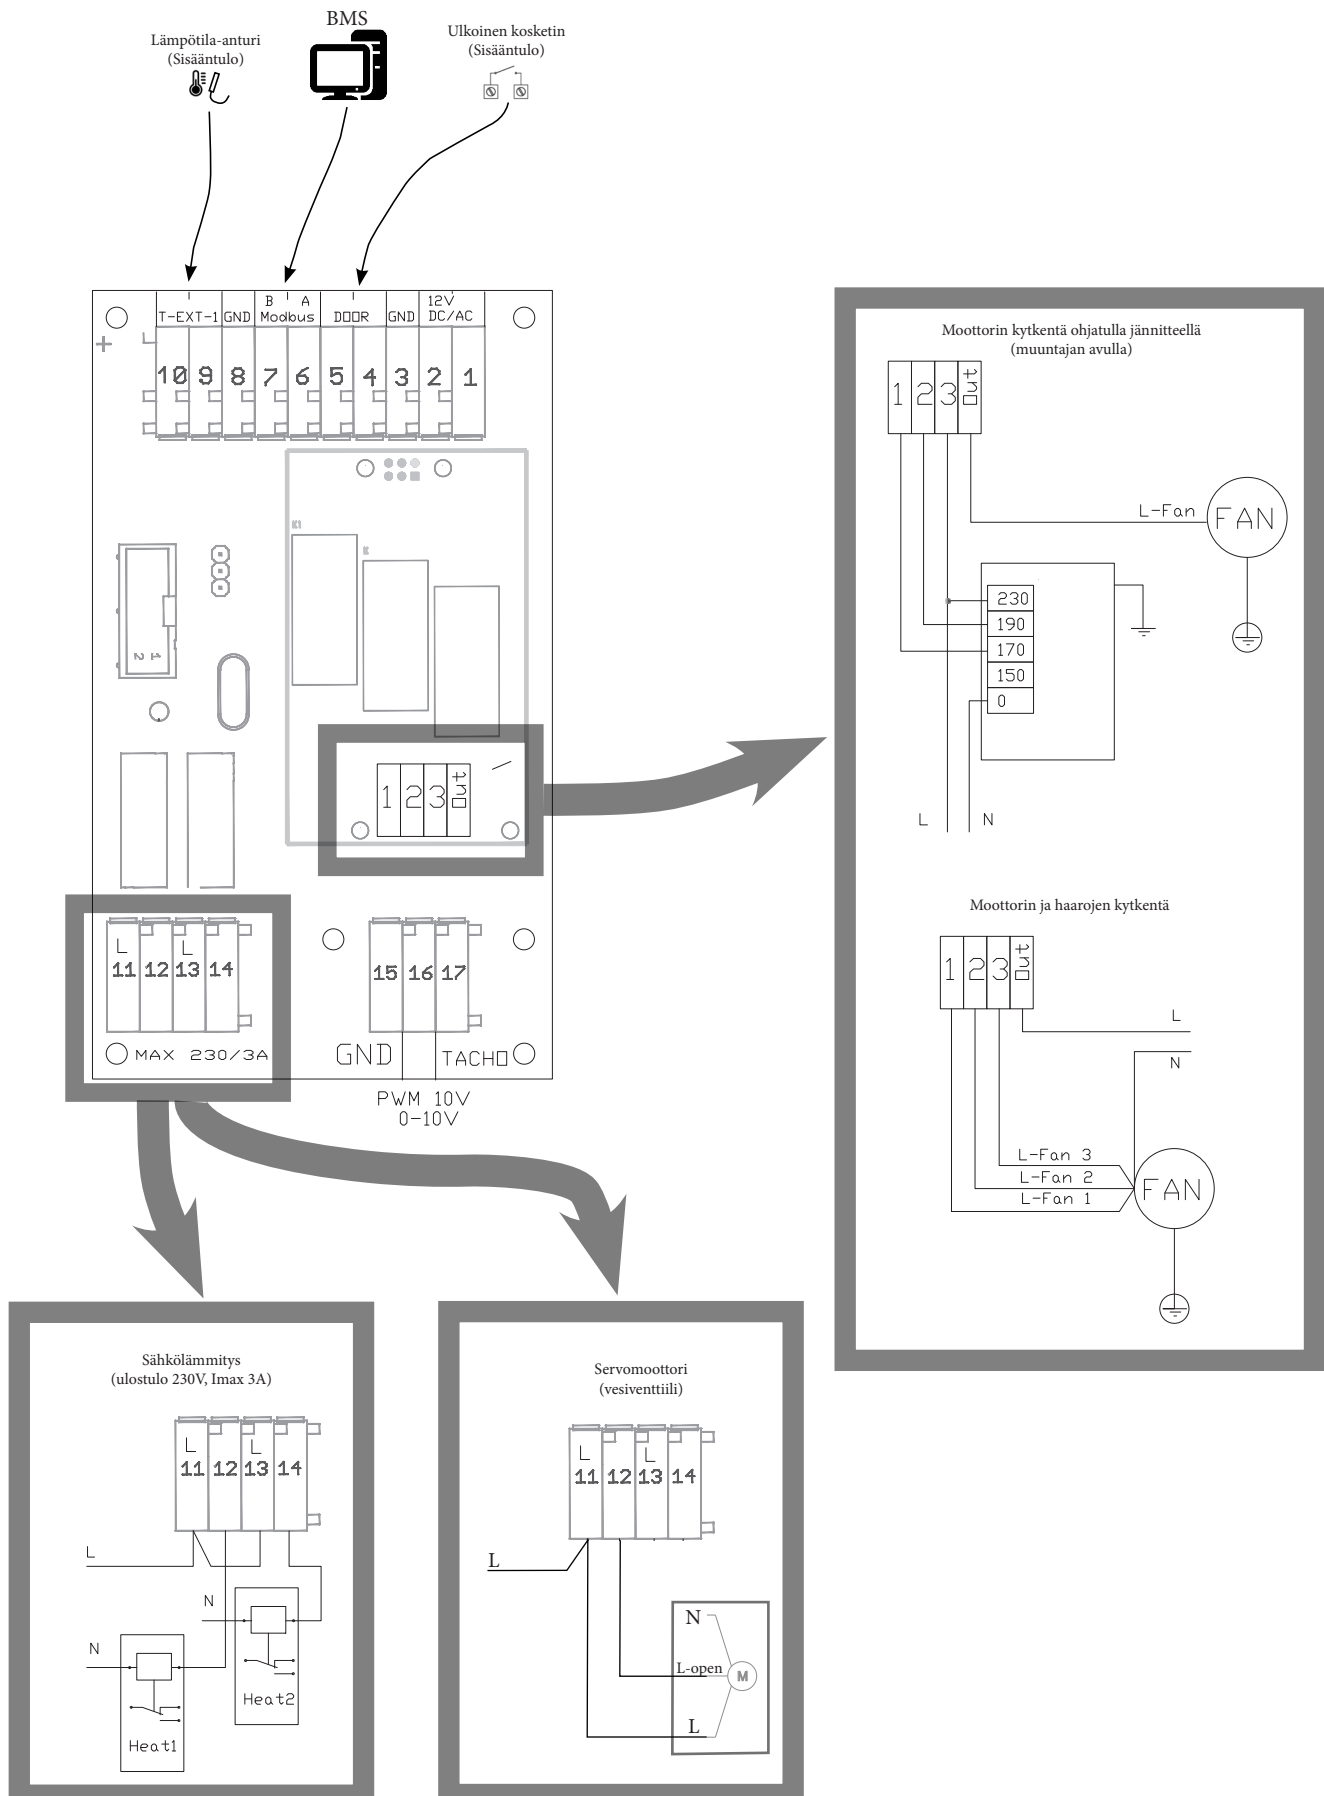 BMS
Lämpötila-anturi
(Sisääntulo)
Ulkoinen kosketin
(Sisääntulo)
B A 12V
T-EXT-1 GND Modbus DOOR GND DC/AC
+
10 9 8 7 6 5 4 3 2 1
K1
K
2 1
1 2 3 Out
L L
11 12 13 14
15 16 17
MAX 230/3A
GND TACHO
PWM 10V
0-10V
Moottorin kytkentä ohjatulla jännitteellä
(muuntajan avulla)
1 2 3 Out
L-Fan
FAN
230
190
170
150
0
L N
Moottorin ja haarojen kytkentä
1 2 3 Out
L
N
L-Fan 3
L-Fan 2
L-Fan 1
FAN
Sähkölämmitys
(ulostulo 230V, Imax 3A)
L L
11 12 13 14
L
N
N
Heat2
Heat1
Servomoottori
(vesiventtiili)
L L
11 12 13 14
L
N
L-open
M
L